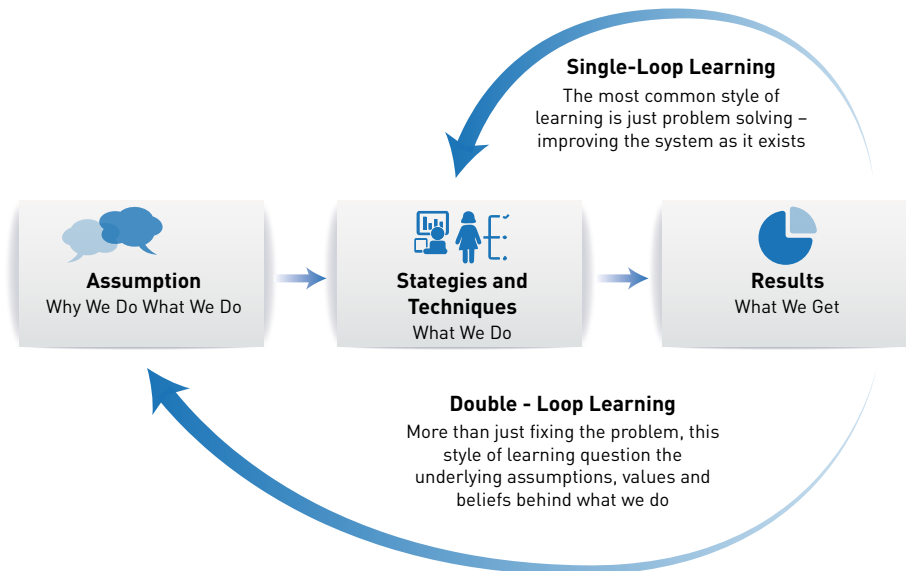 Single-Loop Learning
The most common style of
learning is just problem solving –
improving the system as it exists
Assumption
Why We Do What We Do
Stategies and
Techniques
What We Do
Results
What We Get
Double - Loop Learning
More than just fixing the problem, this
style of learning question the
underlying assumptions, values and
beliefs behind what we do